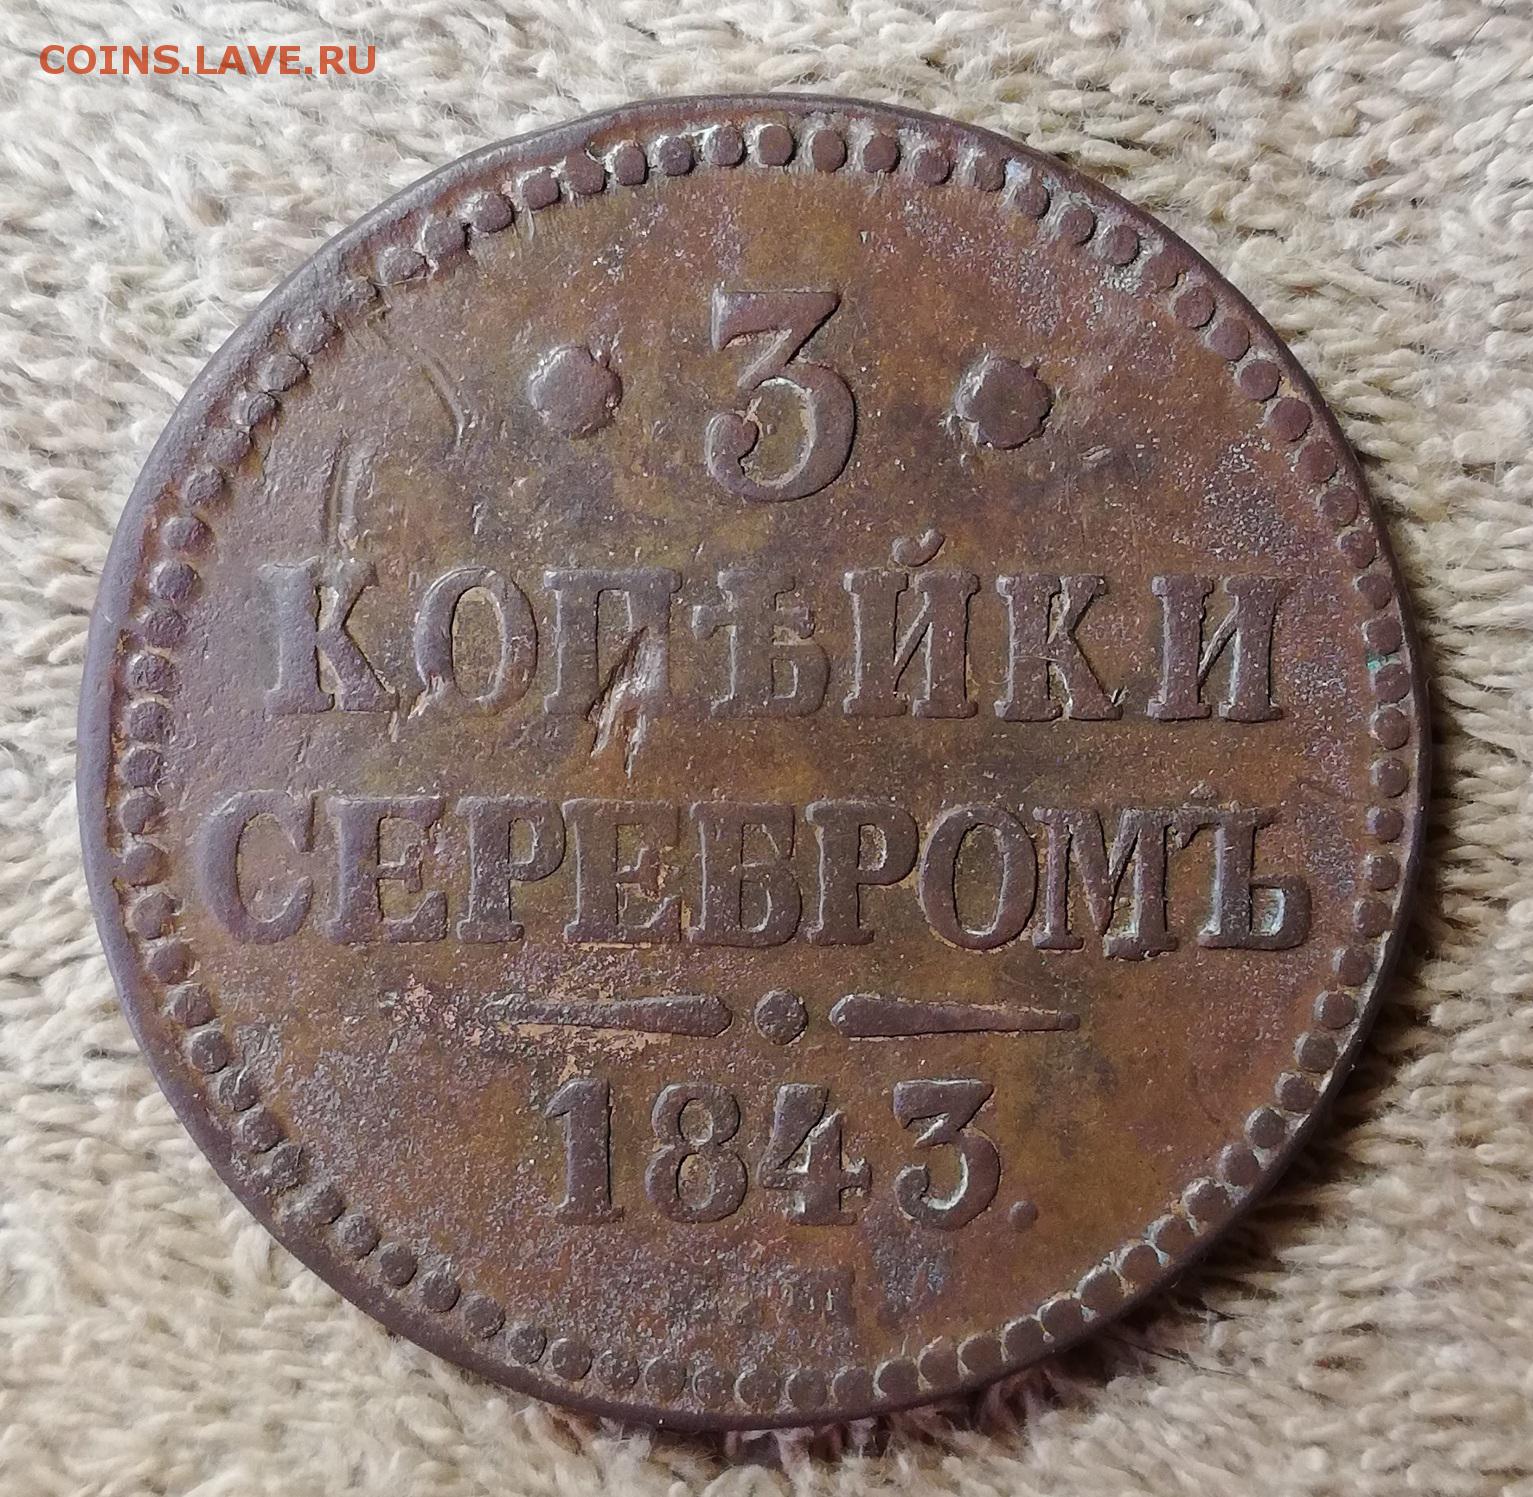 COINS.LAVE.RU
3
КОПѢЙКИ
СЕРЕБРОМЪ
1843.